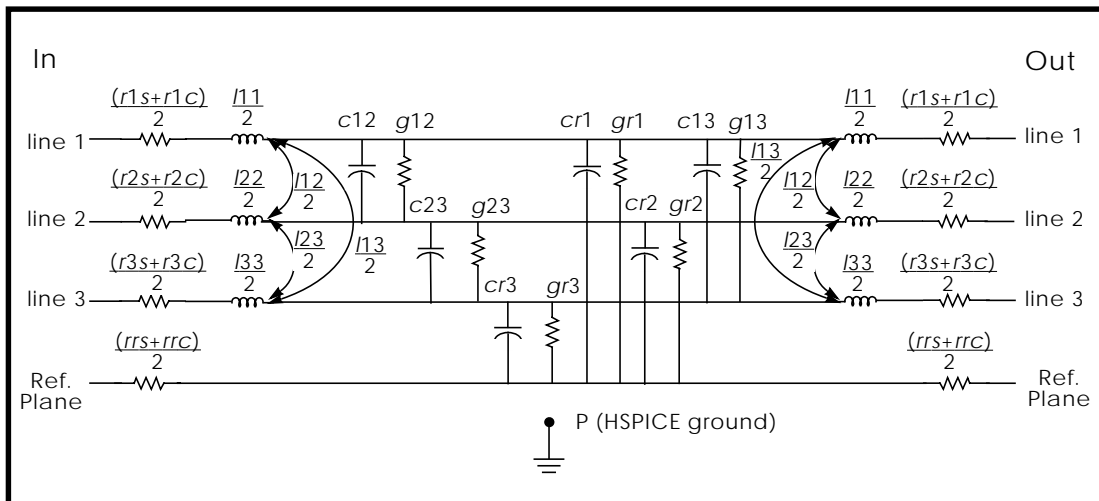 In
Out
(r1s+r1c)
2
l11
2
c12
g12
cr1
gr1
c13
g13
l11
2
(r1s+r1c)
2
line 1
line 1
l13
2
(r2s+r2c)
2
l22
2
l12
2
l12
2
l22
2
(r2s+r2c)
2
c23
g23
cr2
gr2
line 2
line 2
(r3s+r3c)
2
l33
2
l23
2
l13
2
l23
2
l33
2
(r3s+r3c)
2
cr3
gr3
line 3
line 3
(rrs+rrc)
2
(rrs+rrc)
2
Ref.
Plane
Ref.
Plane
P (HSPICE ground)